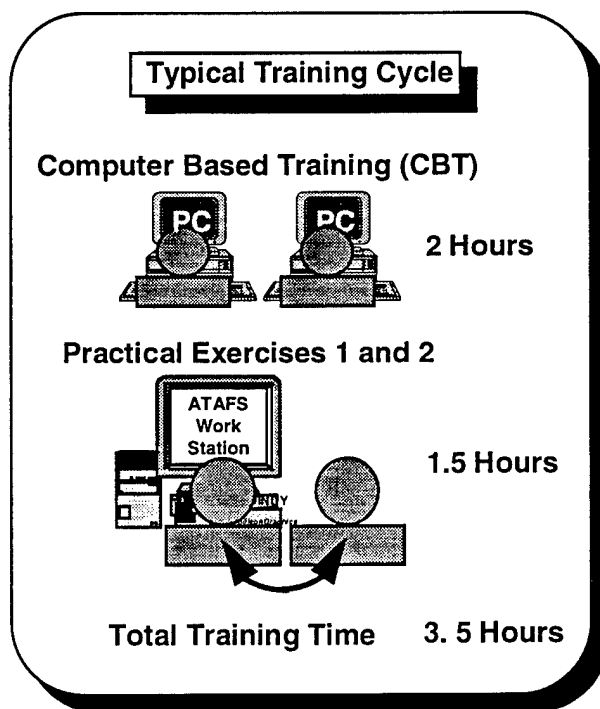 Typical Training Cycle
Computer Based Training (CBT)
PC
PC
2 Hours
Practical Exercises 1 and 2
ATAFS
Work
Station
1.5 Hours
Total Training Time
3. 5 Hours